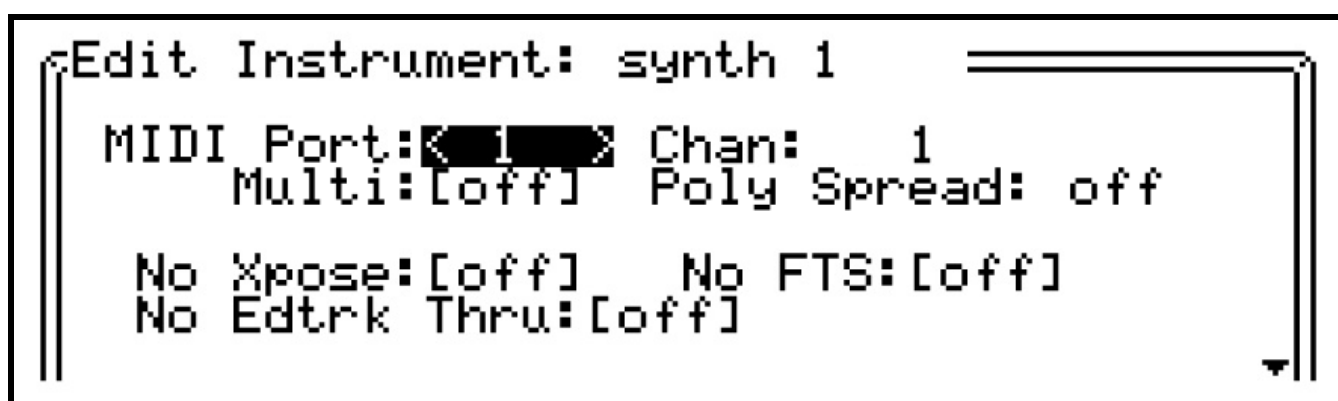 Edit Instrument: synth 1
MIDI Port:< 1 > Chan: 1
Multi:[off] Poly Spread: off
No Xpose:[off] No FTS:[off]
No Edtrk Thru:[off]